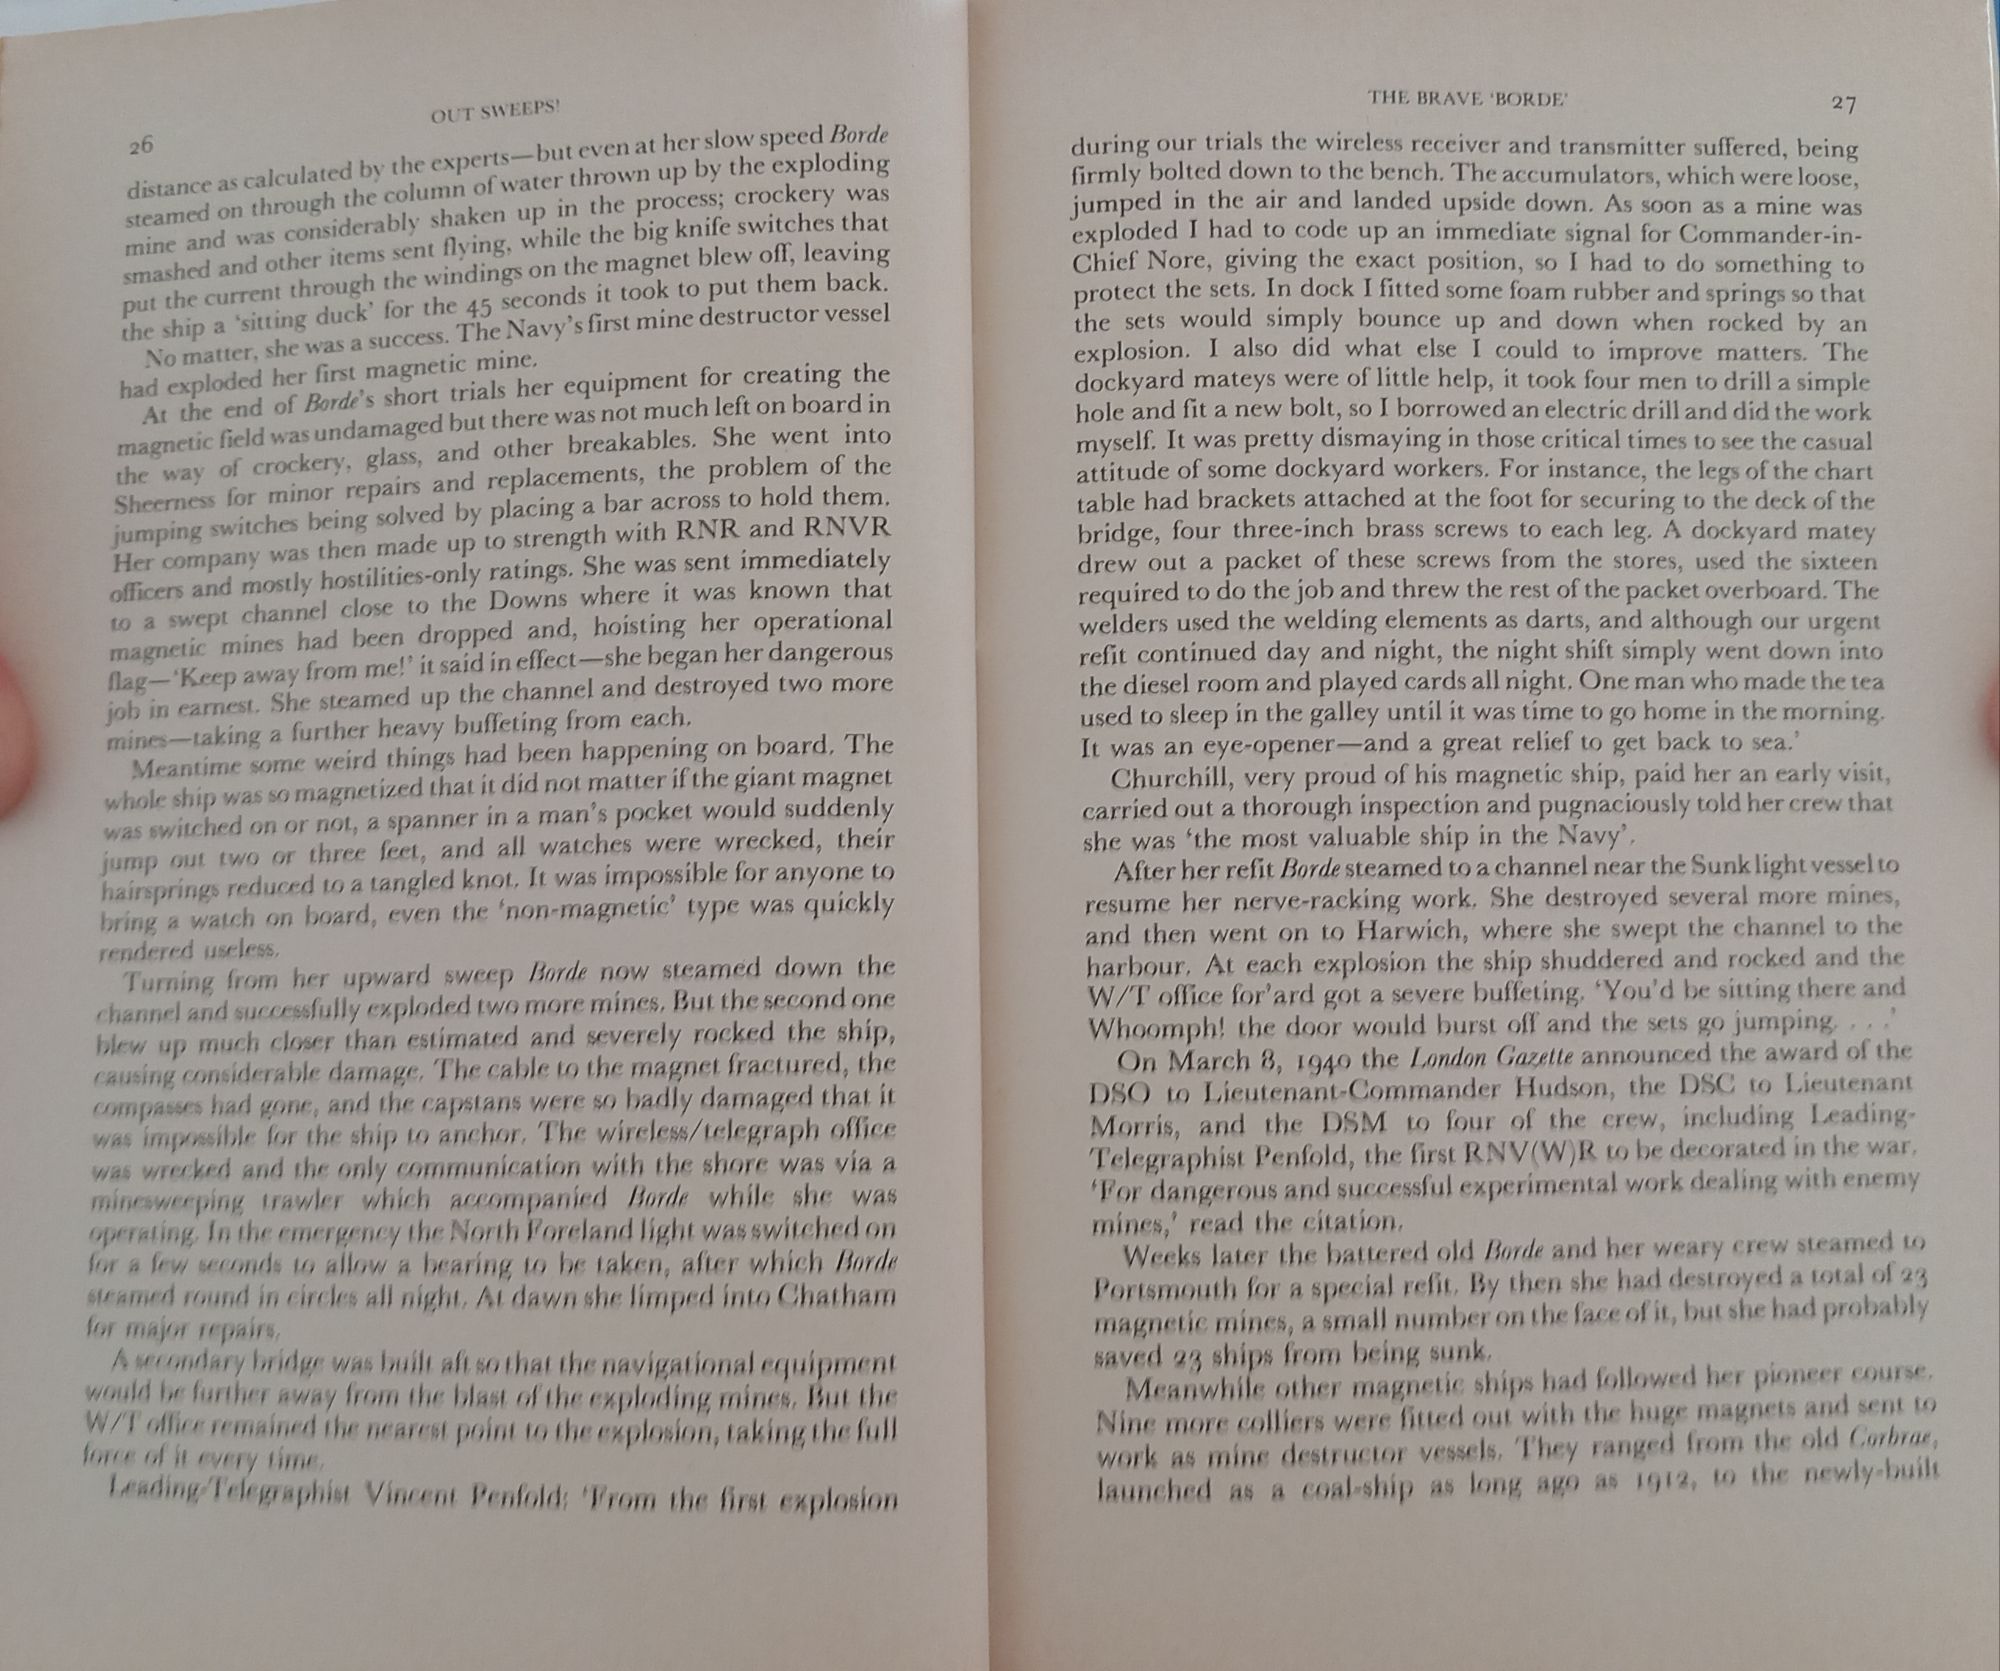 26
OUT SWEEPS!
distance as calculated by the experts—but even at her slow speed Borde
steamed on through the column of water thrown up by the exploding
mine and was considerably shaken up in the process; crockery was
smashed and other items sent flying, while the big knife switches that
put the current through the windings on the magnet blew off, leaving
the ship a ‘sitting duck’ for the 45 seconds it took to put them back.
No matter, she was a success. The Navy’s first mine destructor vessel
had exploded her first magnetic mine.
At the end of Borde’s short trials her equipment for creating the
magnetic field was undamaged but there was not much left on board in
the way of crockery, glass, and other breakables. She went into
Sheerness for minor repairs and replacements, the problem of the
jumping switches being solved by placing a bar across to hold them.
Her company was then made up to strength with RNR and RNVR
officers and mostly hostilities-only ratings. She was sent immediately
to a swept channel close to the Downs where it was known that
magnetic mines had been dropped and, hoisting her operational
flag—‘Keep away from me!’ it said in effect—she began her dangerous
job in earnest. She steamed up the channel and destroyed two more
mines—taking a further heavy buffeting from each.
Meantime some weird things had been happening on board. The
whole ship was so magnetized that it did not matter if the giant magnet
was switched on or not, a spanner in a man’s pocket would suddenly
jump out two or three feet, and all watches were wrecked, their
hairsprings reduced to a tangled knot. It was impossible for anyone to
bring a watch on board, even the ‘non-magnetic’ type was quickly
rendered useless.
Turning from her upward sweep Borde now steamed down the
channel and successfully exploded two more mines. But the second one
blew up much closer than estimated and severely rocked the ship,
causing considerable damage. The cable to the magnet fractured, the
compasses had gone, and the capstans were so badly damaged that it
was impossible for the ship to anchor. The wireless/telegraph office
was wrecked and the only communication with the shore was via a
minesweeping trawler which accompanied Borde while she was
operating. In the emergency the North Foreland light was switched on
for a few seconds to allow a bearing to be taken, after which Borde
steamed round in circles all night. At dawn she limped into Chatham
for major repairs.
A secondary bridge was built aft so that the navigational equipment
would be further away from the blast of the exploding mines. But the
W/T office remained the nearest point to the explosion, taking the full
force of it every time.
Leading-Telegraphist Vincent Penfold: ‘From the first explosion
THE BRAVE ‘BORDE’
27
during our trials the wireless receiver and transmitter suffered, being
firmly bolted down to the bench. The accumulators, which were loose,
jumped in the air and landed upside down. As soon as a mine was
exploded I had to code up an immediate signal for Commander-in-
Chief Nore, giving the exact position, so I had to do something to
protect the sets. In dock I fitted some foam rubber and springs so that
the sets would simply bounce up and down when rocked by an
explosion. I also did what else I could to improve matters. The
dockyard mateys were of little help, it took four men to drill a simple
hole and fit a new bolt, so I borrowed an electric drill and did the work
myself. It was pretty dismaying in those critical times to see the casual
attitude of some dockyard workers. For instance, the legs of the chart
table had brackets attached at the foot for securing to the deck of the
bridge, four three-inch brass screws to each leg. A dockyard matey
drew out a packet of these screws from the stores, used the sixteen
required to do the job and threw the rest of the packet overboard. The
welders used the welding elements as darts, and although our urgent
refit continued day and night, the night shift simply went down into
the diesel room and played cards all night. One man who made the tea
used to sleep in the galley until it was time to go home in the morning.
It was an eye-opener—and a great relief to get back to sea.’
Churchill, very proud of his magnetic ship, paid her an early visit,
carried out a thorough inspection and pugnaciously told her crew that
she was ‘the most valuable ship in the Navy’.
After her refit Borde steamed to a channel near the Sunk light vessel to
resume her nerve-racking work. She destroyed several more mines,
and then went on to Harwich, where she swept the channel to the
harbour. At each explosion the ship shuddered and rocked and the
W/T office for’ard got a severe buffeting. ‘You’d be sitting there and
Whoomph! the door would burst off and the sets go jumping. . . .’
On March 8, 1940 the London Gazette announced the award of the
DSO to Lieutenant-Commander Hudson, the DSC to Lieutenant
Morris, and the DSM to four of the crew, including Leading-
Telegraphist Penfold, the first RNV(W)R to be decorated in the war.
‘For dangerous and successful experimental work dealing with enemy
mines,’ read the citation.
Weeks later the battered old Borde and her weary crew steamed to
Portsmouth for a special refit. By then she had destroyed a total of 23
magnetic mines, a small number on the face of it, but she had probably
saved 23 ships from being sunk.
Meanwhile other magnetic ships had followed her pioneer course.
Nine more colliers were fitted out with the huge magnets and sent to
work as mine destructor vessels. They ranged from the old Corbrae,
launched as a coal-ship as long ago as 1912, to the newly-built